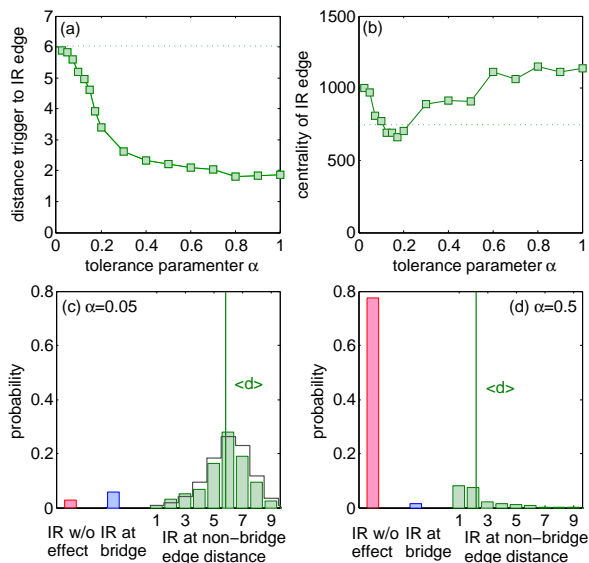 (a)
distance trigger to IR edge
7
6
5
4
3
2
1
0
0 0.2 0.4 0.6 0.8 1
tolerance paramenter α
(b)
centrality of IR edge
1500
1000
500
0
0 0.2 0.4 0.6 0.8 1
tolerance parameter α
(c) α=0.05
probability
0.8
0.6
0.4
0.2
0
<d>
1 3 5 7 9
IR w/o
effect
IR at
bridge
IR at non-bridge
edge distance
(d) α=0.5
probability
0.8
0.6
0.4
0.2
0
<d>
1 3 5 7 9
IR w/o
effect
IR at
bridge
IR at non-bridge
edge distance